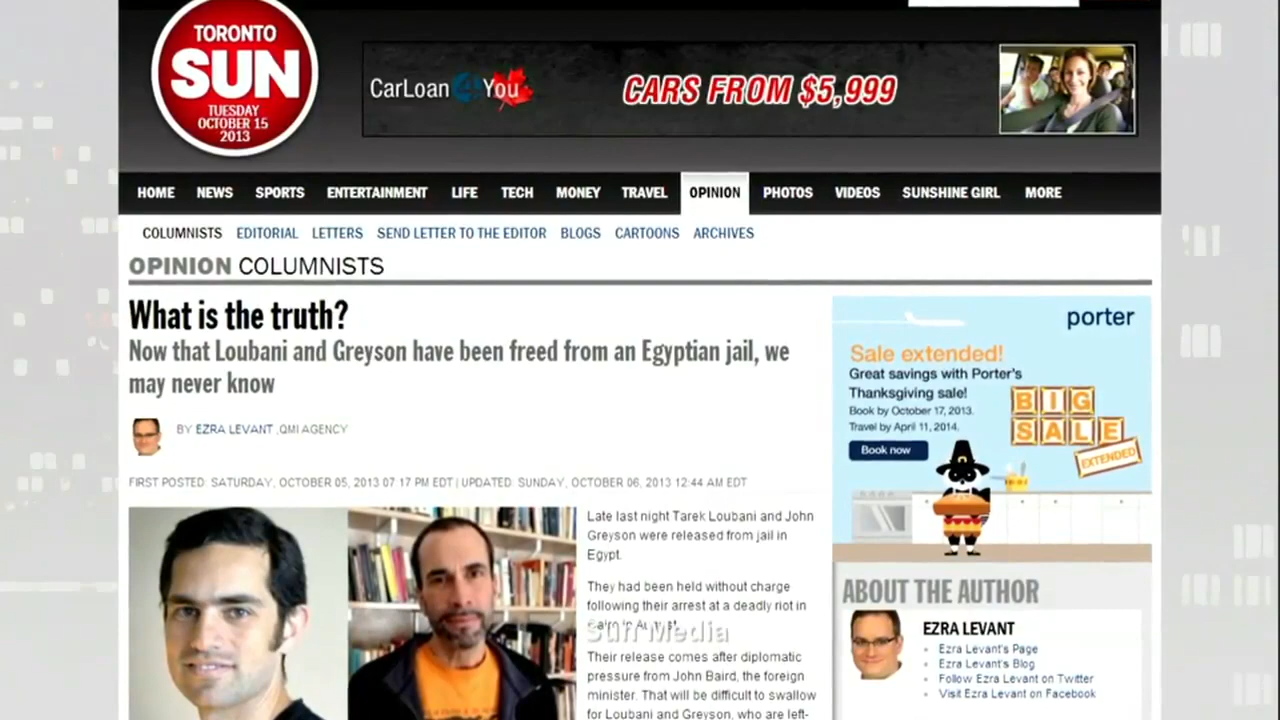 TORONTO
SUN
TUESDAY
OCTOBER 15
2013
CarLoan 4 You
CARS FROM $5,999
HOME NEWS SPORTS ENTERTAINMENT LIFE TECH MONEY TRAVEL OPINION PHOTOS VIDEOS SUNSHINE GIRL MORE
COLUMNISTS EDITORIAL LETTERS SEND LETTER TO THE EDITOR BLOGS CARTOONS ARCHIVES
OPINION COLUMNISTS
What is the truth?
Now that Loubani and Greyson have been freed from an Egyptian jail, we
may never know
BY EZRA LEVANT ,QMI AGENCY
FIRST POSTED: SATURDAY, OCTOBER 05, 2013 07:17 PM EDT | UPDATED: SUNDAY, OCTOBER 06, 2013 12:44 AM EDT
Late last night Tarek Loubani and John
Greyson were released from jail in
Egypt.
They had been held without charge
following their arrest at a deadly riot in
Cairo in August.
Sun Media
Their release comes after diplomatic
pressure from John Baird, the foreign
minister. That will be difficult to swallow
for Loubani and Greyson, who are left-
porter
Sale extended!
Great savings with Porter's
Thanksgiving sale!
Book by October 17, 2013.
Travel by April 11, 2014.
Book now
BIG
SALE
EXTENDED
ABOUT THE AUTHOR
EZRA LEVANT
Ezra Levant's Page
Ezra Levant's Blog
Follow Ezra Levant on Twitter
Visit Ezra Levant on Facebook